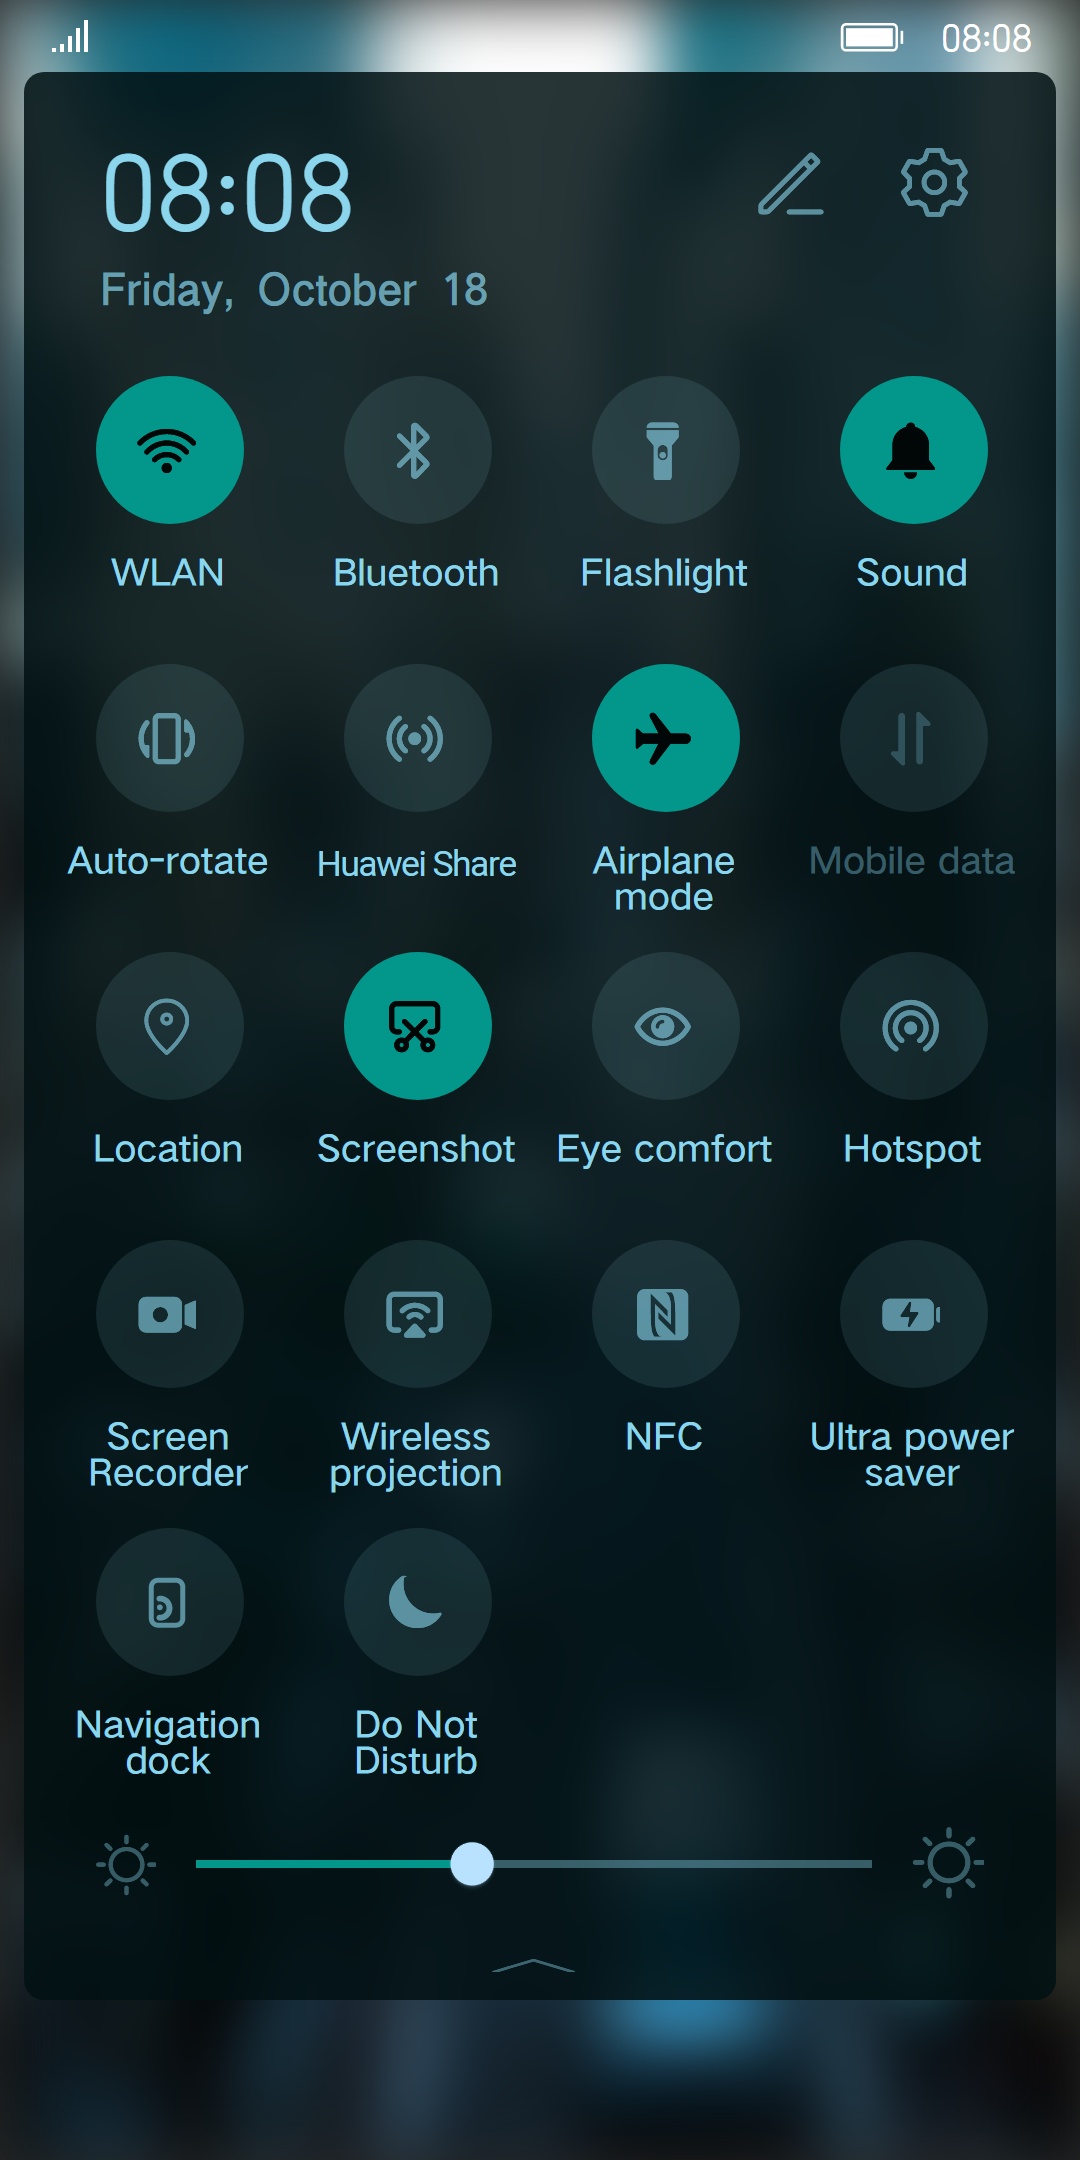 08:08
08:08
Friday, October 18
WLAN
Bluetooth
Flashlight
Sound
Auto-rotate
Huawei Share
Airplane
mode
Mobile data
Location
Screenshot
Eye comfort
Hotspot
Screen
Recorder
Wireless
projection
NFC
Ultra power
saver
Navigation
dock
Do Not
Disturb